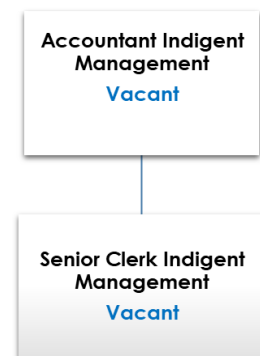 Accountant Indigent
Management
Vacant
Senior Clerk Indigent
Management
Vacant